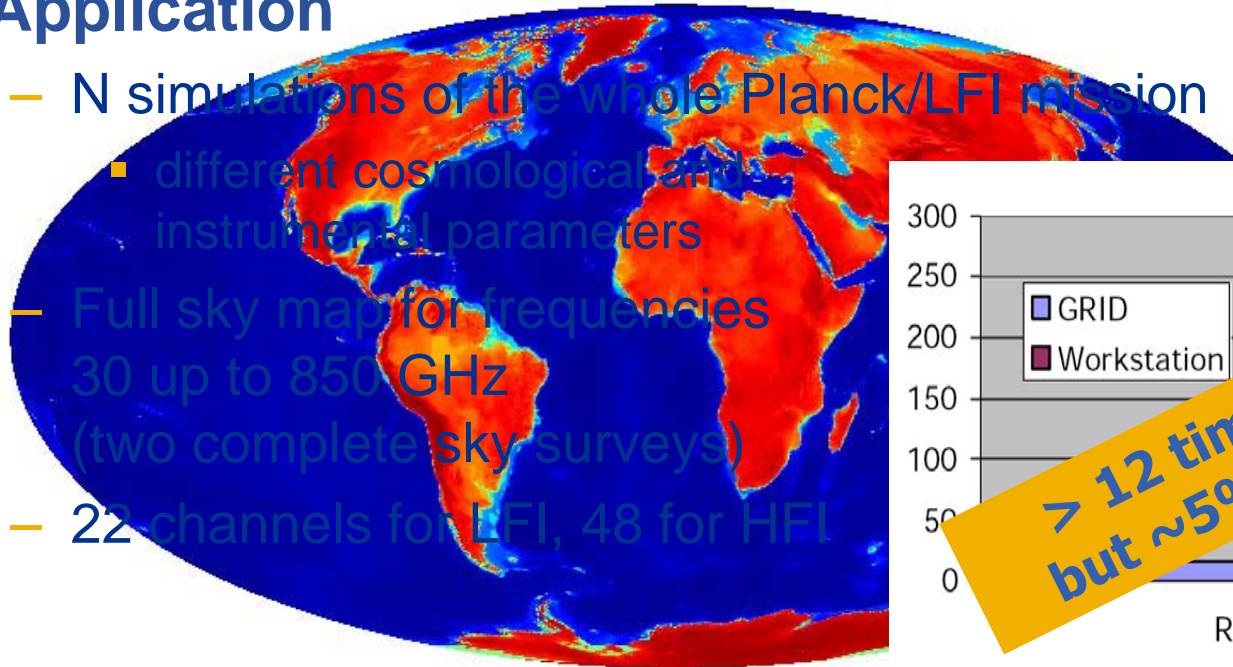 Application
– N simulations of the whole Planck/LFI mission
▪ different cosmological and
instrumental parameters
– Full sky map for frequencies
30 up to 850 GHz
(two complete sky surveys)
– 22 channels for LFI, 48 for HFI
300
250
200
150
100
50
0
GRID
Workstation
> 12
but ~5